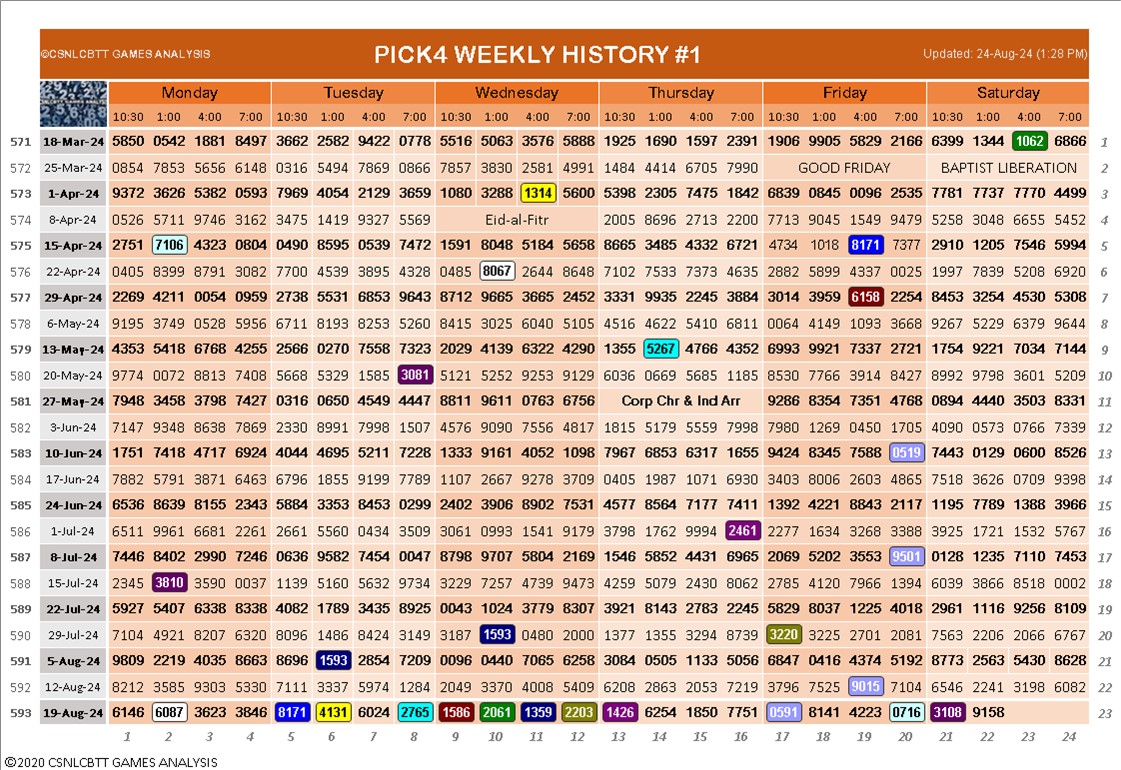 ©CSNLCBTT GAMES ANALYSIS PICK4 WEEKLY HISTORY #1 Updated: 24-Aug-24 (1:28 PM)
Monday Tuesday Wednesday Thursday Friday Saturday
10:30 1:00 4:00 7:00 10:30 1:00 4:00 7:00 10:30 1:00 4:00 7:00 10:30 1:00 4:00 7:00 10:30 1:00 4:00 7:00 10:30 1:00 4:00 7:00
571 18-Mar-24 5850 0542 1881 8497 3662 2582 9422 0778 5516 5063 3576 5888 1925 1690 1597 2391 1906 9905 5829 2166 6399 1344 1062 6866 1
572 25-Mar-24 0854 7853 5656 6148 0316 5494 7869 0866 7857 3830 2581 4991 1484 4414 6705 7990 GOOD FRIDAY BAPTIST LIBERATION 2
573 1-Apr-24 9372 3626 5382 0593 7969 4054 2129 3659 1080 3288 1314 5600 5398 2305 7475 1842 6839 0845 0096 2535 7781 7737 7770 4499 3
574 8-Apr-24 0526 5711 9746 3162 3475 1419 9327 5569 Eid-al-Fitr 2005 8696 2713 2200 7713 9045 1549 9479 5258 3048 6655 5452 4
575 15-Apr-24 2751 7106 4323 0804 0490 8595 0539 7472 1591 8048 5184 5658 8665 3485 4332 6721 4734 1018 8171 7377 2910 1205 7546 5994 5
576 22-Apr-24 0405 8399 8791 3082 7700 4539 3895 4328 0485 8067 2644 8648 7102 7533 7373 4635 2882 5899 4337 0025 1997 7839 5208 6920 6
577 29-Apr-24 2269 4211 0054 0959 2738 5531 6853 9643 8712 9665 3665 2452 3331 9935 2245 3884 3014 3959 6158 2254 8453 3254 4530 5308 7
578 6-May-24 9195 3749 0528 5956 6711 8193 8253 5260 8415 3025 6040 5105 4516 4622 5410 6811 0064 4149 1093 3668 9267 5229 6379 9644 8
579 13-May-24 4353 5418 6768 4255 2566 0270 7558 7323 2029 4139 6322 4290 1355 5267 4766 4352 6993 9921 7337 2721 1754 9221 7034 7144 9
580 20-May-24 9774 0072 8813 7408 5668 5329 1585 3081 5121 5252 9253 9129 6036 0669 5685 1185 8530 7766 3914 8427 8992 9798 3601 5209 10
581 27-May-24 7948 3458 3798 7427 0316 0650 4549 4447 8811 9611 0763 6756 Corp Chr & Ind Arr 9286 8354 7351 4768 0894 4440 3503 8331 11
582 3-Jun-24 7147 9348 8638 7869 2330 8991 7998 1507 4576 9090 7556 4817 1815 5179 5559 7998 7980 1269 0450 1705 4090 0573 0766 7339 12
583 10-Jun-24 1751 7418 4717 6924 4044 4695 5211 7228 1333 9161 4052 1098 7967 6853 6317 1655 9424 8345 7588 0519 7443 0129 0600 8526 13
584 17-Jun-24 7882 5791 3871 6463 6796 1855 9199 7789 1107 2667 9278 3709 0405 1987 1071 6930 3403 8006 2603 4865 7518 3626 0709 9398 14
585 24-Jun-24 6536 8639 8155 2343 5884 3353 8453 0299 2402 3906 8902 7531 4577 8564 7177 7411 1392 4221 8843 2117 1195 7789 1388 3966 15
586 1-Jul-24 6511 9961 6681 2261 2661 5560 0434 3509 3061 0993 1541 9179 3798 1762 9994 2461 2277 1634 3268 3388 3925 1721 1532 5767 16
587 8-Jul-24 7446 8402 2990 7246 0636 9582 7454 0047 8798 9707 5804 2169 1546 5852 4431 6965 2069 5202 3553 9501 0128 1235 7110 7453 17
588 15-Jul-24 2345 3810 3590 0037 1139 5160 5632 9734 3229 7257 4739 9473 4259 5079 2430 8062 2785 4120 7966 1394 6039 3866 8518 0002 18
589 22-Jul-24 5927 5407 6338 8338 4082 1789 3435 8925 0043 1024 3779 8307 3921 8143 2783 2245 5829 8037 1225 4018 2961 1116 9256 8109 19
590 29-Jul-24 7104 4921 8207 6320 8096 1486 8424 3149 3187 1593 0480 2000 1377 1355 3294 8739 3220 3225 2701 2081 7563 2206 2066 6767 20
591 5-Aug-24 9809 2219 4035 8663 8696 1593 2854 7209 0096 0440 7065 6258 3084 0505 1133 5056 6847 0416 4374 5192 8773 2563 5430 8628 21
592 12-Aug-24 8212 3585 9303 5330 7111 3337 5974 1284 2049 3370 4008 5409 6208 2863 2053 7219 3796 7525 9015 7104 6546 2241 3198 6082 22
593 19-Aug-24 6146 6087 3623 3846 8171 4131 6024 2765 1586 2061 1359 2203 1426 6254 1850 7751 0591 8141 4223 0716 3108 9158 23
1 2 3 4 5 6 7 8 9 10 11 12 13 14 15 16 17 18 19 20 21 22 23 24
©2020 CSNLCBTT GAMES ANALYSIS